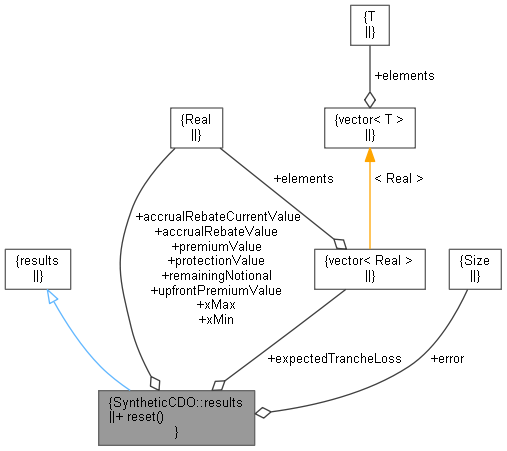 {T
||}
+elements
{Real
||}
{vector< T >
||}
+elements
< Real >
+accrualRebateCurrentValue
+accrualRebateValue
+premiumValue
+protectionValue
+remainingNotional
+upfrontPremiumValue
+xMax
+xMin
{results
||}
{vector< Real >
||}
{Size
||}
+expectedTrancheLoss
+error
{SyntheticCDO::results
||+ reset()
}